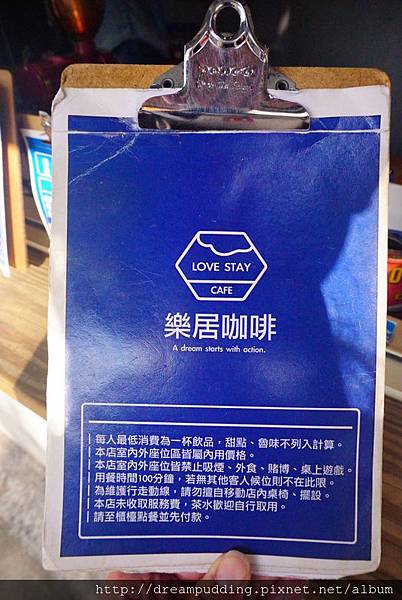 LOVE STAY
CAFE
樂居咖啡
A dream starts with action.
每人最低消費為一杯飲品，甜點、魯味不列入計算。
本店室內外座位區皆屬內用價格。
本店室內外座位皆禁止吸煙、外食、賭博、桌上遊戲。
用餐時間100分鐘，若無其他客人候位則不在此限。
為維護行走動線，請勿擅自移動店內桌椅、擺設。
本店未收取服務費，茶水歡迎自行取用。
請至櫃檯點餐並先付款。
http://dreampudding.pixnet.net/album